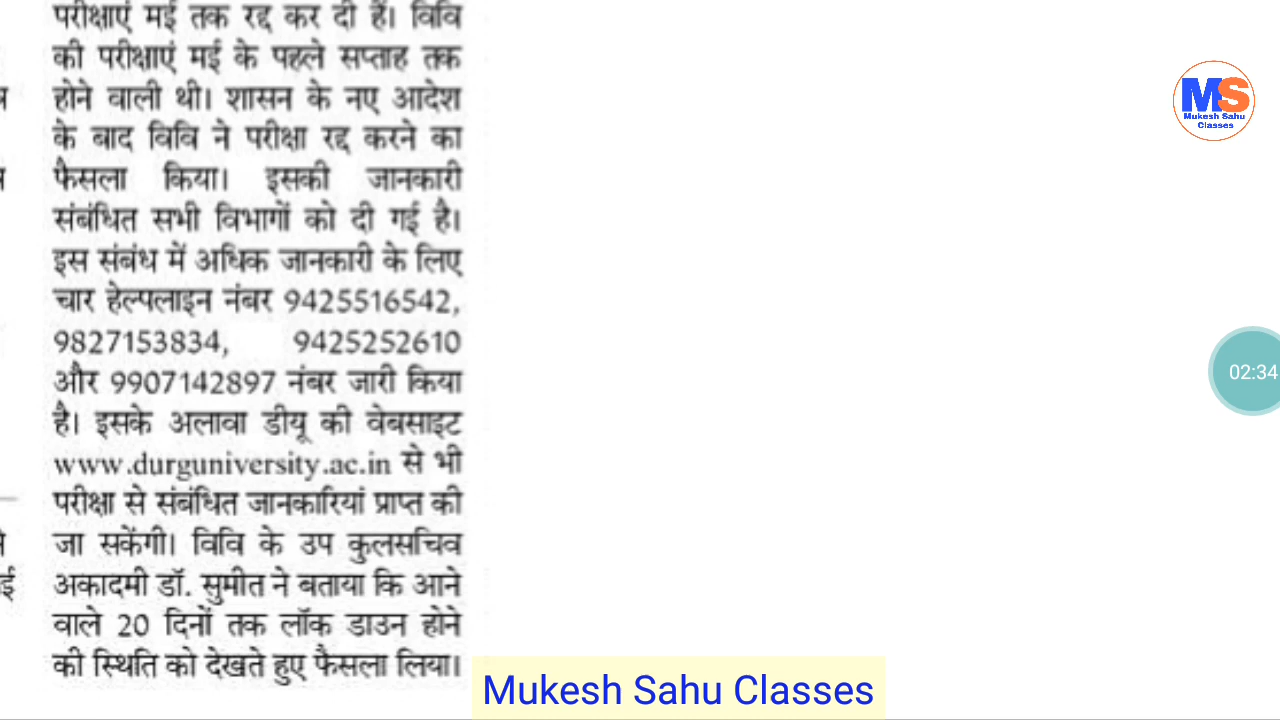 परीक्षाएं मई तक रद्द कर दी हैं। विवि
की परीक्षाएं मई के पहले सप्ताह तक
होने वाली थी। शासन के नए आदेश
के बाद विवि ने परीक्षा रद्द करने का
फैसला किया। इसकी जानकारी
संबंधित सभी विभागों को दी गई है।
इस संबंध में अधिक जानकारी के लिए
चार हेल्पलाइन नंबर 9425516542,
9827153834, 9425252610
और 9907142897 नंबर जारी किया
है। इसके अलावा डीयू की वेबसाइट
www.durguniversity.ac.in से भी
परीक्षा से संबंधित जानकारियां प्राप्त की
जा सकेंगी। विवि के उप कुलसचिव
अकादमी डॉ. सुमीत ने बताया कि आने
वाले 20 दिनों तक लॉक डाउन होने
की स्थिति को देखते हुए फैसला लिया।
MS
Mukesh Sahu
Classes
02:34
Mukesh Sahu Classes